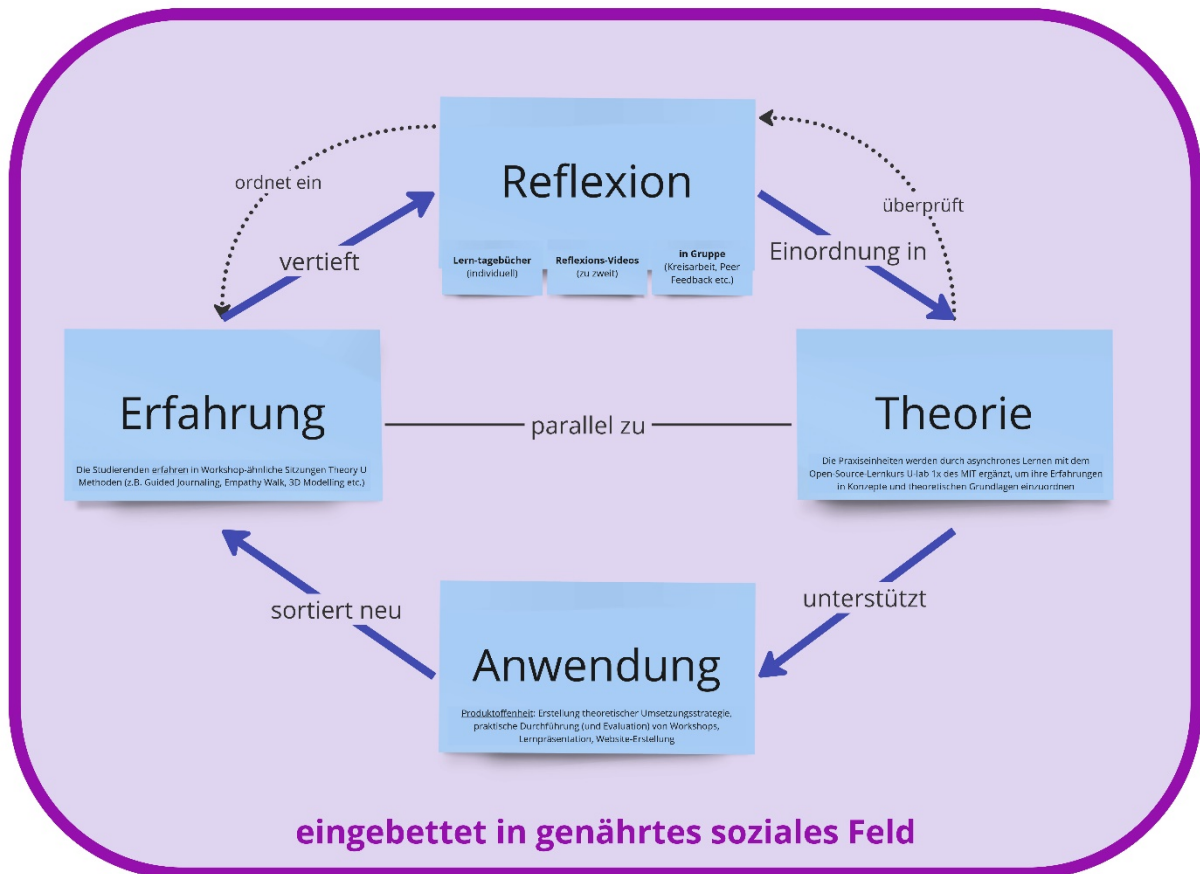 Reflexion
Lern-tagebücher
(individuell)
Reflexions-Videos
(zu zweit)
in Gruppe
(Kreisarbeit, Peer
Feedback etc.)
ordnet ein
vertieft
überprüft
Einordnung in
Erfahrung
Die Studierenden erfahren in Workshop-ähnliche Sitzungen Theory U
Methoden (z.B. Guided Journaling, Empathy Walk, 3D Modelling etc.)
parallel zu
Theorie
Die Praxiseinheiten werden durch asynchrones Lernen mit dem
Open-Source-Lernkurs U-lab 1x des MIT ergänzt, um ihre Erfahrungen
in Konzepte und theoretischen Grundlagen einzuordnen
sortiert neu
unterstützt
Anwendung
Produktoffenheit: Erstellung theoretischer Umsetzungsstrategie,
praktische Durchführung (und Evaluation) von Workshops,
Lernpräsentation, Website-Erstellung
eingebettet in genährtes soziales Feld